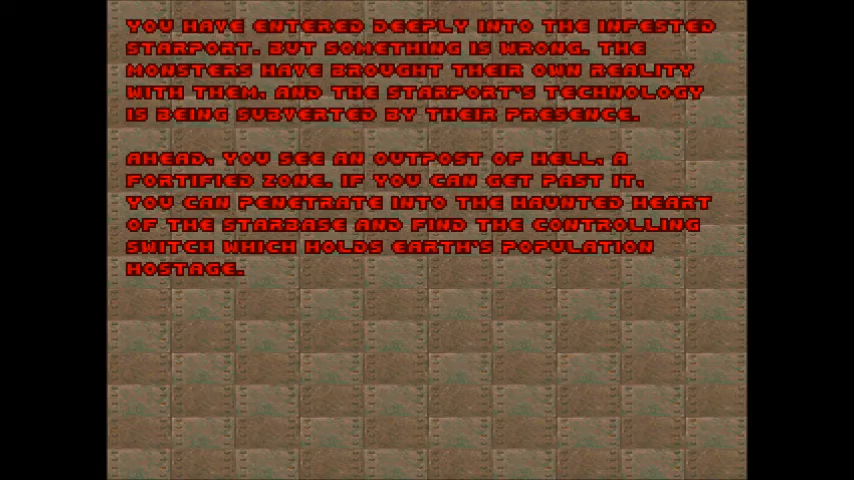 YOU HAVE ENTERED DEEPLY INTO THE INFESTED
STARPORT. BUT SOMETHING IS WRONG. THE
MONSTERS HAVE BROUGHT THEIR OWN REALITY
WITH THEM, AND THE STARPORT'S TECHNOLOGY
IS BEING SUBVERTED BY THEIR PRESENCE.

AHEAD, YOU SEE AN OUTPOST OF HELL, A
FORTIFIED ZONE. IF YOU CAN GET PAST IT,
YOU CAN PENETRATE INTO THE HAUNTED HEART
OF THE STARBASE AND FIND THE CONTROLLING
SWITCH WHICH HOLDS EARTH'S POPULATION
HOSTAGE.